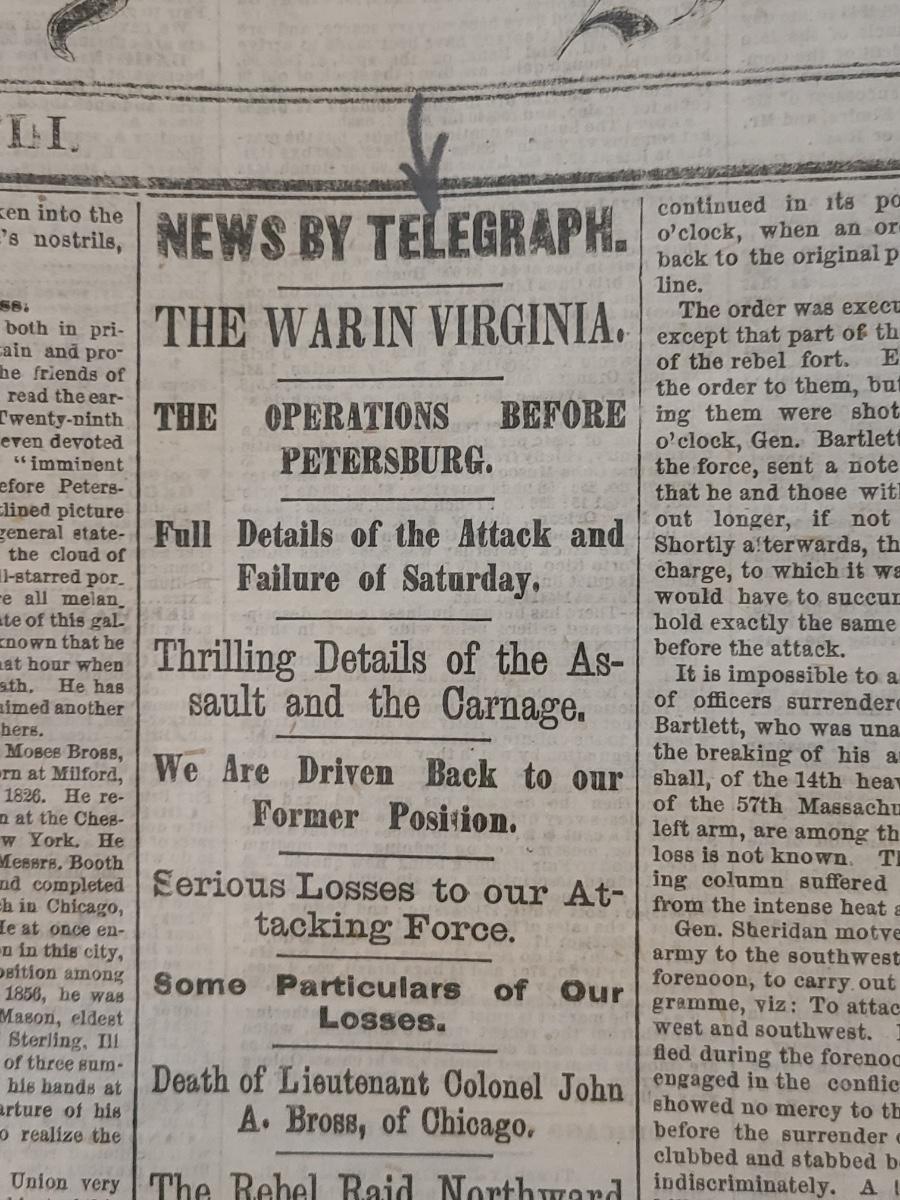 ken into the
's nostrils,
ss.
both in pri-
tain and pro-
he friends of
read the ear-
Twenty-ninth
even devoted
"imminent
efore Peters-
lined picture
general state-
the cloud of
ll-starred por-
re all melan-
ate of this gal-
known that he
hat hour when
ath. He has
aimed another
hers.
Moses Bross,
orn at Milford,
1826. He re-
n at the Ches-
w York. He
Messrs. Booth
nd completed
ch in Chicago,
He at once en-
on in this city,
osition among
1856, he was
Mason, eldest
Sterling, Ill
of three sum-
his hands at
arture of his
o realize the
Union very
NEWS BY TELEGRAPH.
THE WAR IN VIRGINIA.
THE OPERATIONS BEFORE
PETERSBURG.
Full Details of the Attack and
Failure of Saturday.
Thrilling Details of the As-
sault and the Carnage.
We Are Driven Back to our
Former Position.
Serious Losses to our At-
tacking Force.
Some Particulars of Our
Losses.
Death of Lieutenant Colonel John
A. Bross, of Chicago.
The Rebel Raid Northward
continued in its po
o'clock, when an or
back to the original p
line.
The order was execu
except that part of th
of the rebel fort. E
the order to them, but
ing them were shot
o'clock, Gen. Bartlett
the force, sent a note
that he and those with
out longer, if not
Shortly afterwards, th
charge, to which it wa
would have to succum
hold exactly the same
before the attack.
It is impossible to a
of officers surrendere
Bartlett, who was una
the breaking of his a
shall, of the 14th heav
of the 57th Massachu
left arm, are among th
loss is not known. Th
ing column suffered
from the intense heat a
Gen. Sheridan motve
army to the southwest
forenoon, to carry out
gramme, viz: To attac
west and southwest.
fled during the forenoo
engaged in the conflic
showed no mercy to th
before the surrender
clubbed and stabbed b
indiscriminately. A